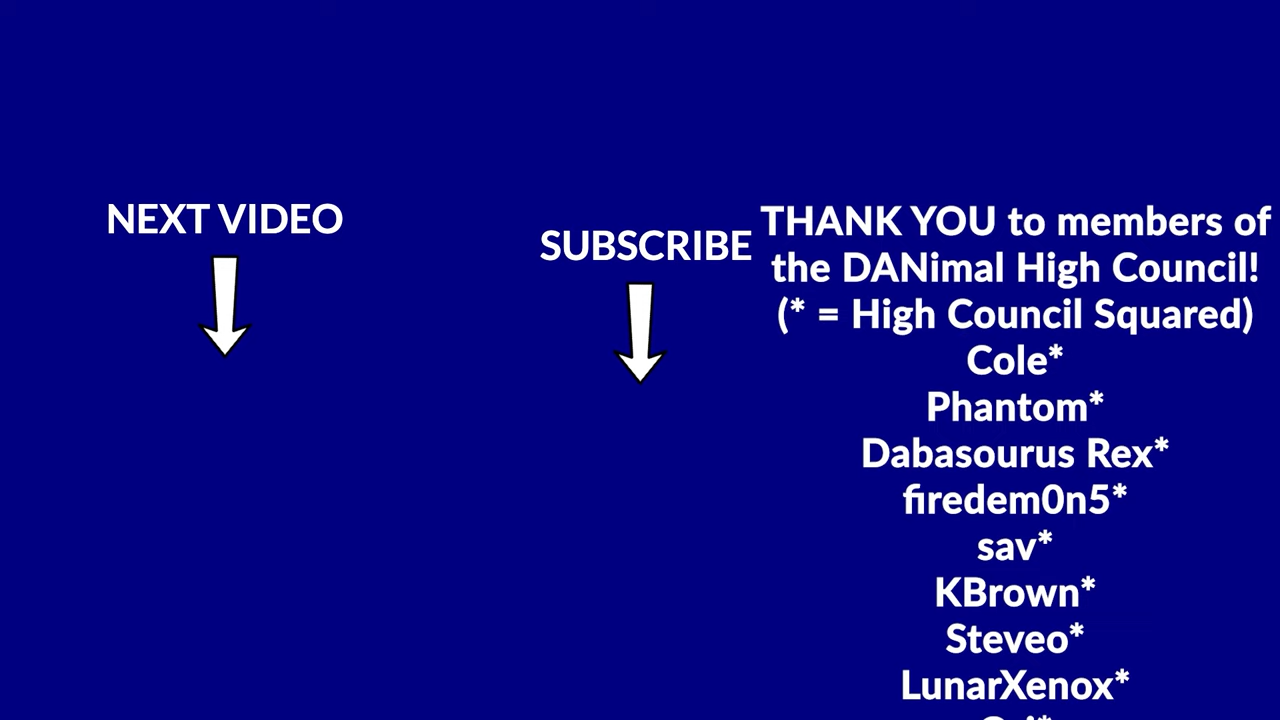 NEXT VIDEO
SUBSCRIBE
THANK YOU to members of
the DANimal High Council!
(* = High Council Squared)
Cole*
Phantom*
Dabasourus Rex*
firedem0n5*
sav*
KBrown*
Steveo*
LunarXenox*